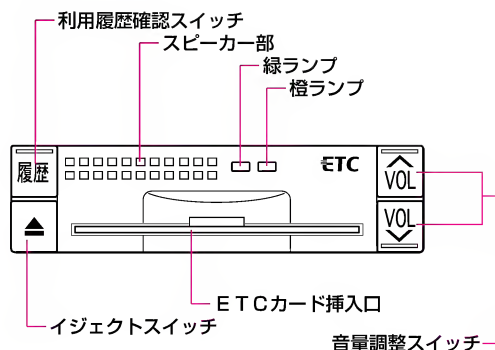 利用履歴確認スイッチ
スピーカー部
緑ランプ
橙ランプ
履歴
ETC
VOL
VOL
ETCカード挿入口
イジェクトスイッチ
音量調整スイッチ